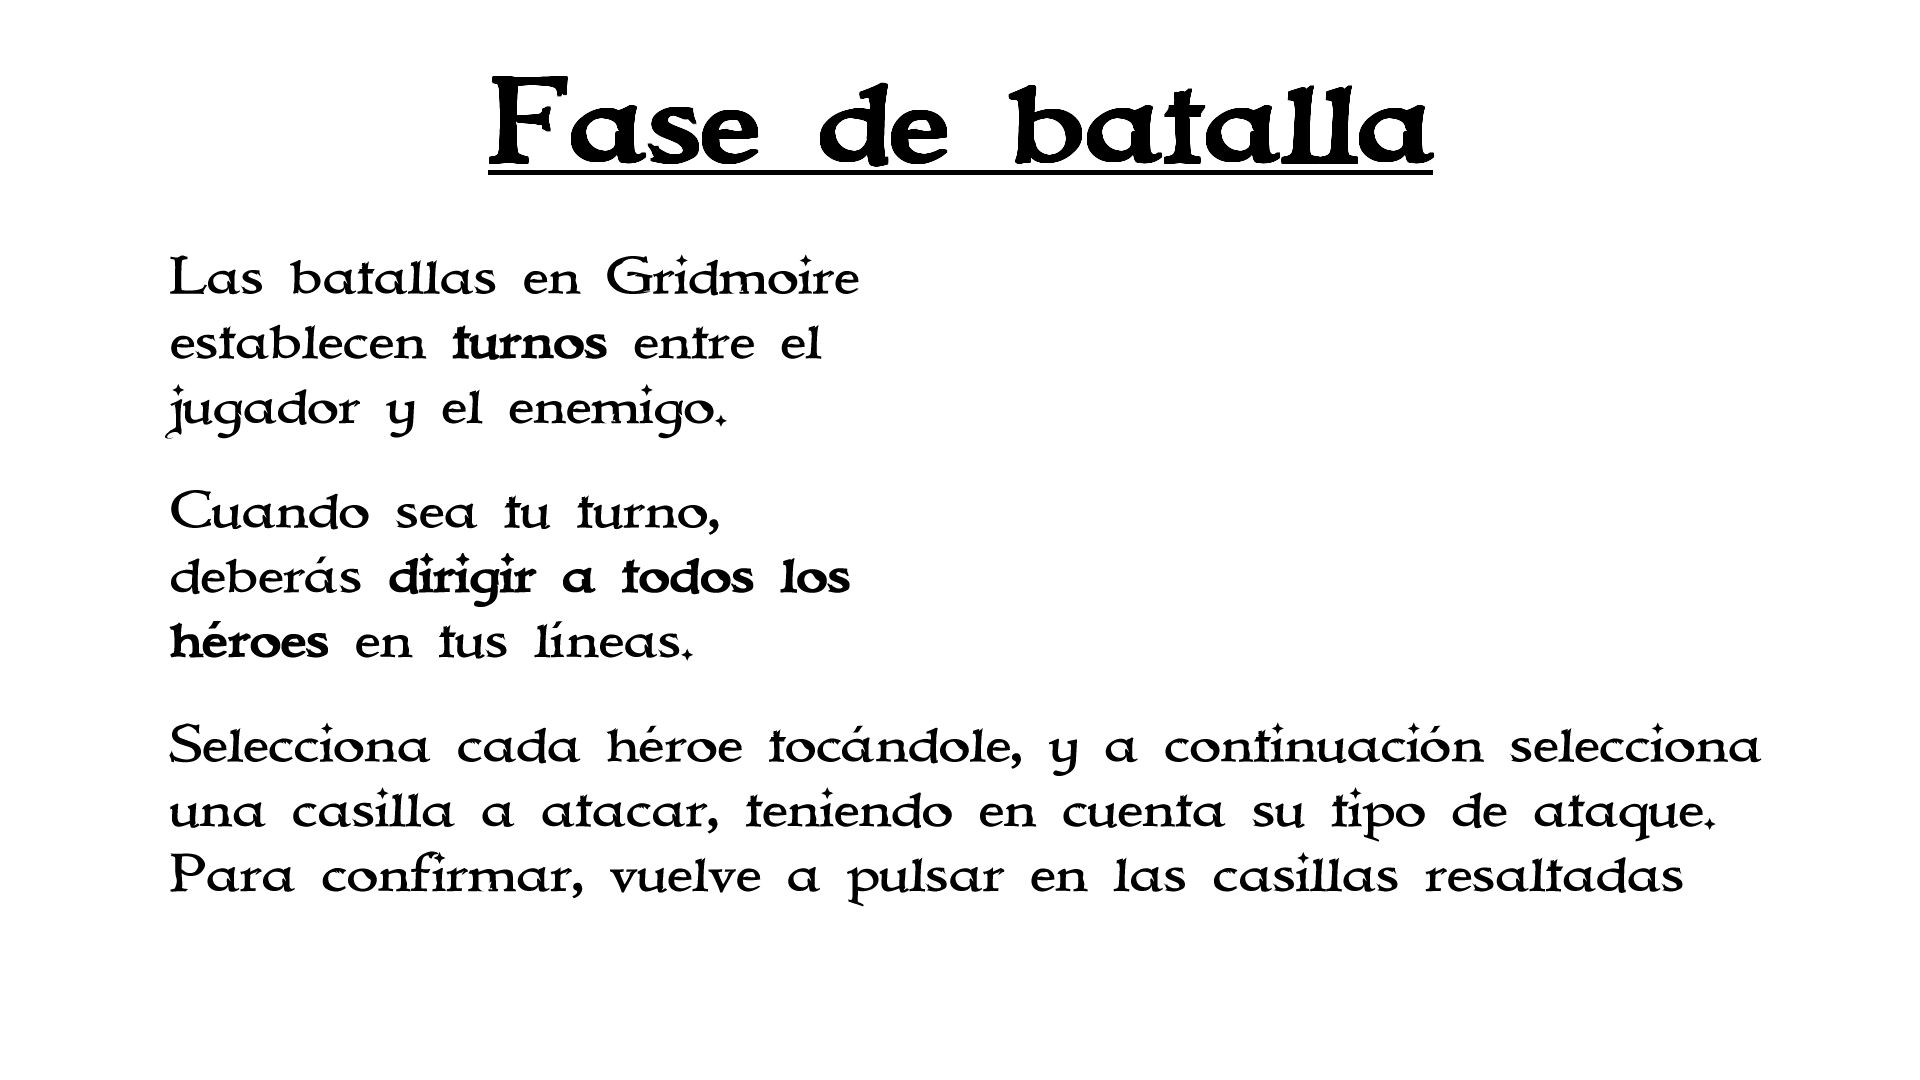 Fase de batalla
Las batallas en Gridmoire
establecen turnos entre el
jugador y el enemigo.
Cuando sea tu turno,
deberás dirigir a todos los
héroes en tus líneas.
Selecciona cada héroe tocándole, y a continuación selecciona
una casilla a atacar, teniendo en cuenta su tipo de ataque.
Para confirmar, vuelve a pulsar en las casillas resaltadas